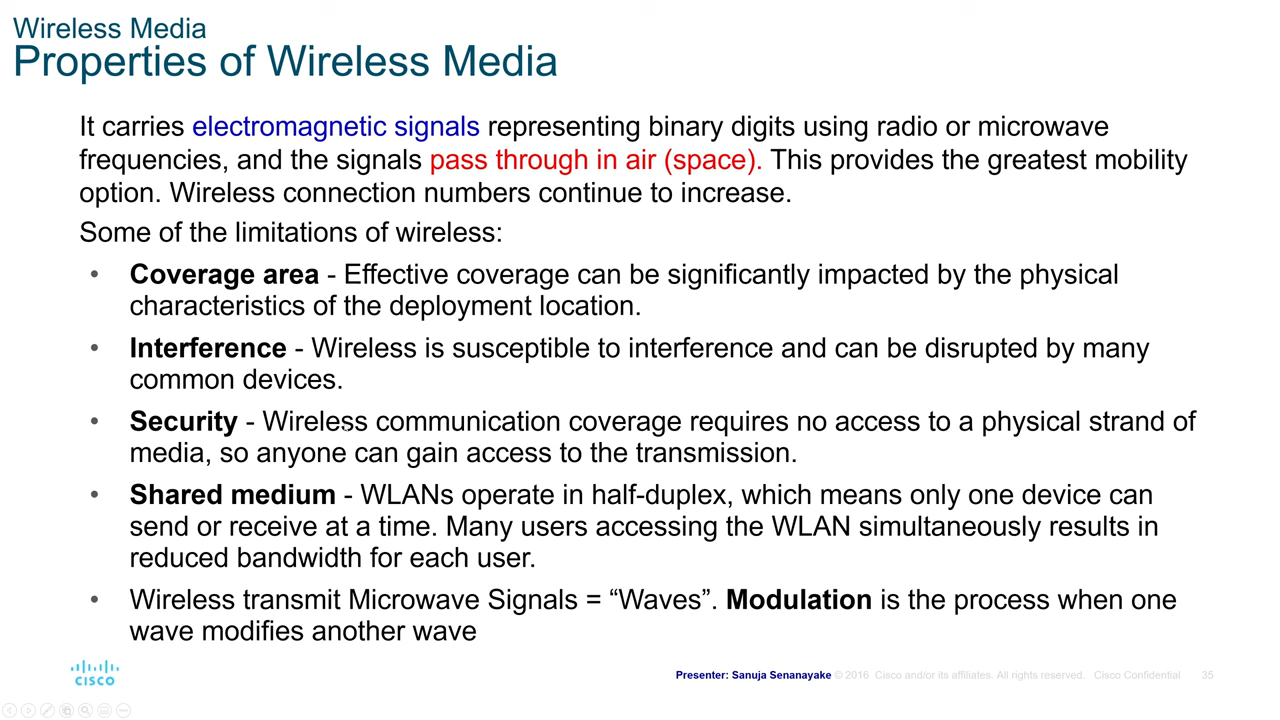 Wireless Media
Properties of Wireless Media
It carries electromagnetic signals representing binary digits using radio or microwave
frequencies, and the signals pass through in air (space). This provides the greatest mobility
option. Wireless connection numbers continue to increase.
Some of the limitations of wireless:
• Coverage area - Effective coverage can be significantly impacted by the physical
characteristics of the deployment location.
• Interference - Wireless is susceptible to interference and can be disrupted by many
common devices.
• Security - Wireless communication coverage requires no access to a physical strand of
media, so anyone can gain access to the transmission.
• Shared medium - WLANs operate in half-duplex, which means only one device can
send or receive at a time. Many users accessing the WLAN simultaneously results in
reduced bandwidth for each user.
• Wireless transmit Microwave Signals = “Waves”. Modulation is the process when one
wave modifies another wave
CISCO
Presenter: Sanuja Senanayake © 2016 Cisco and/or its affiliates. All rights reserved. Cisco Confidential 35